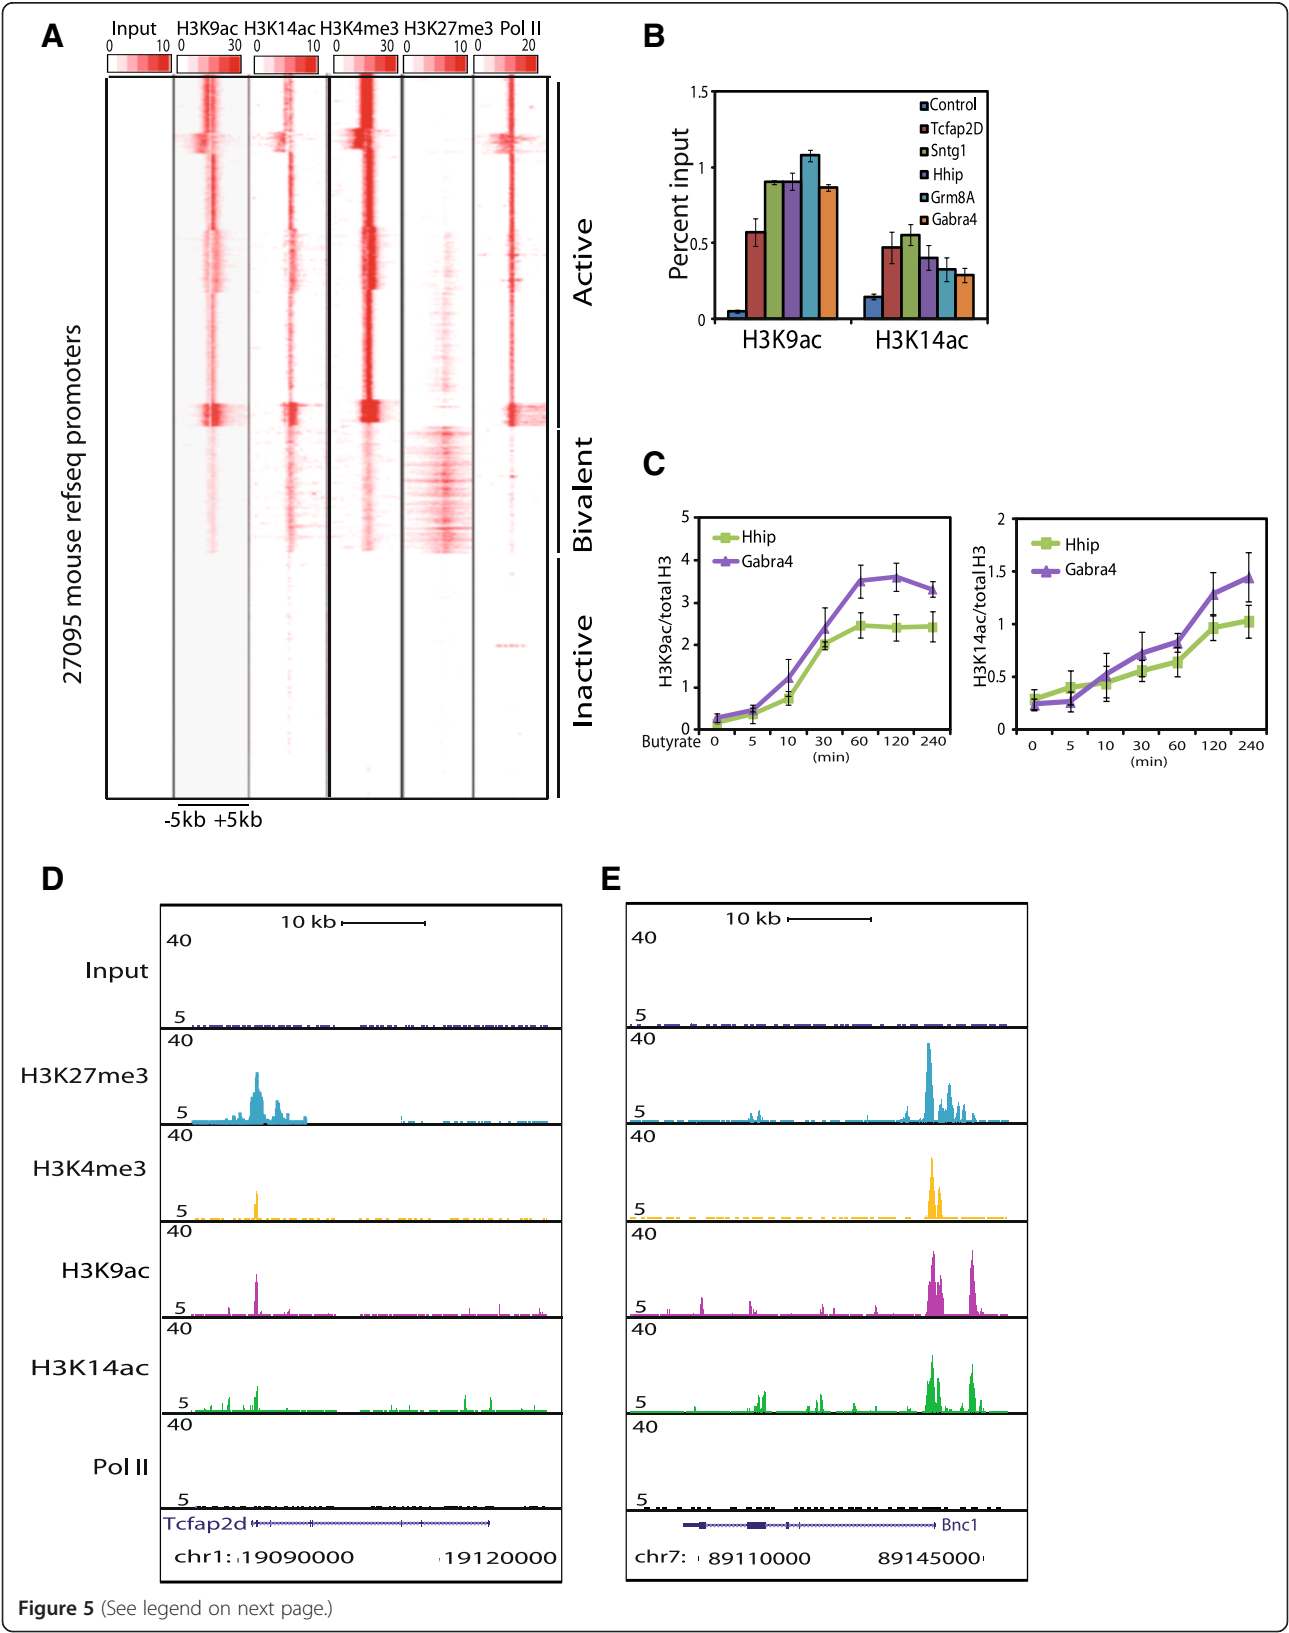 A
Input H3K9ac H3K14ac H3K4me3 H3K27me3 Pol II
0 10 0 30 0 10 0 30 0 10 0 20
27095 mouse refseq promoters
Active
Bivalent
Inactive
-5kb +5kb
B
Percent input
1.5
1
0.5
0
Control
Tcfap2D
Sntg1
Hhip
Grm8A
Gabra4
H3K9ac H3K14ac
C
H3K9ac/total H3
5
4
3
2
1
0
Hhip
Gabra4
Butyrate 0 5 10 30 60 120 240
(min)
H3K14ac/total H3
2
1.5
1
0.5
0
Hhip
Gabra4
0 5 10 30 60 120 240
(min)
D
10 kb
Input
40
5
H3K27me3
40
5
H3K4me3
40
5
H3K9ac
40
5
H3K14ac
40
5
Pol II
40
5
Tcfap2d
chr1: 19090000 19120000
E
10 kb
40
5
40
5
40
5
40
5
40
5
40
5
Bnc1
chr7: 89110000 89145000
Figure 5 (See legend on next page.)